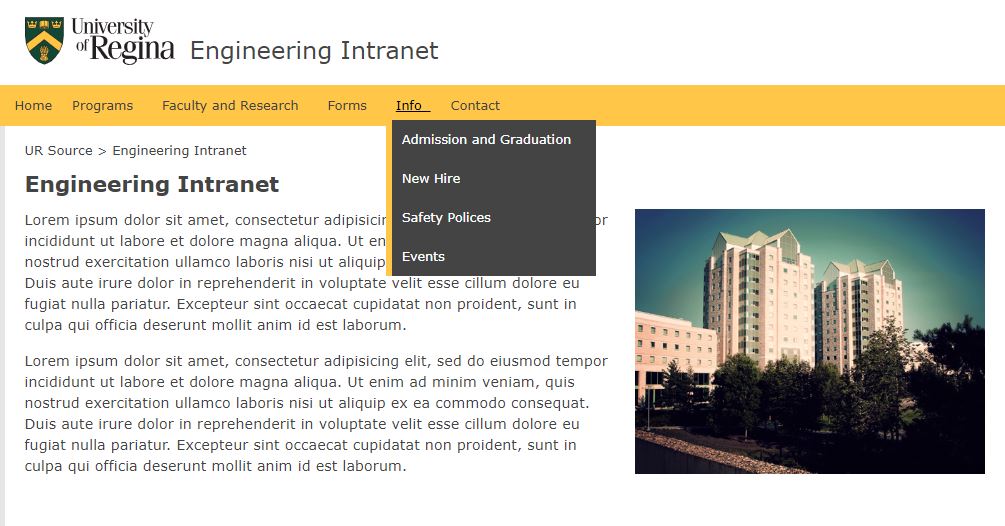 University
of Regina
Engineering Intranet
Home Programs Faculty and Research Forms Info Contact
Admission and Graduation
New Hire
Safety Polices
Events
UR Source > Engineering Intranet
Engineering Intranet
Lorem ipsum dolor sit amet, consectetur adipisicin por
incididunt ut labore et dolore magna aliqua. Ut en
nostrud exercitation ullamco laboris nisi ut aliquip
Duis aute irure dolor in reprehenderit in voluptate velit esse cillum dolore eu
fugiat nulla pariatur. Excepteur sint occaecat cupidatat non proident, sunt in
culpa qui officia deserunt mollit anim id est laborum.
Lorem ipsum dolor sit amet, consectetur adipisicing elit, sed do eiusmod tempor
incididunt ut labore et dolore magna aliqua. Ut enim ad minim veniam, quis
nostrud exercitation ullamco laboris nisi ut aliquip ex ea commodo consequat.
Duis aute irure dolor in reprehenderit in voluptate velit esse cillum dolore eu
fugiat nulla pariatur. Excepteur sint occaecat cupidatat non proident, sunt in
culpa qui officia deserunt mollit anim id est laborum.